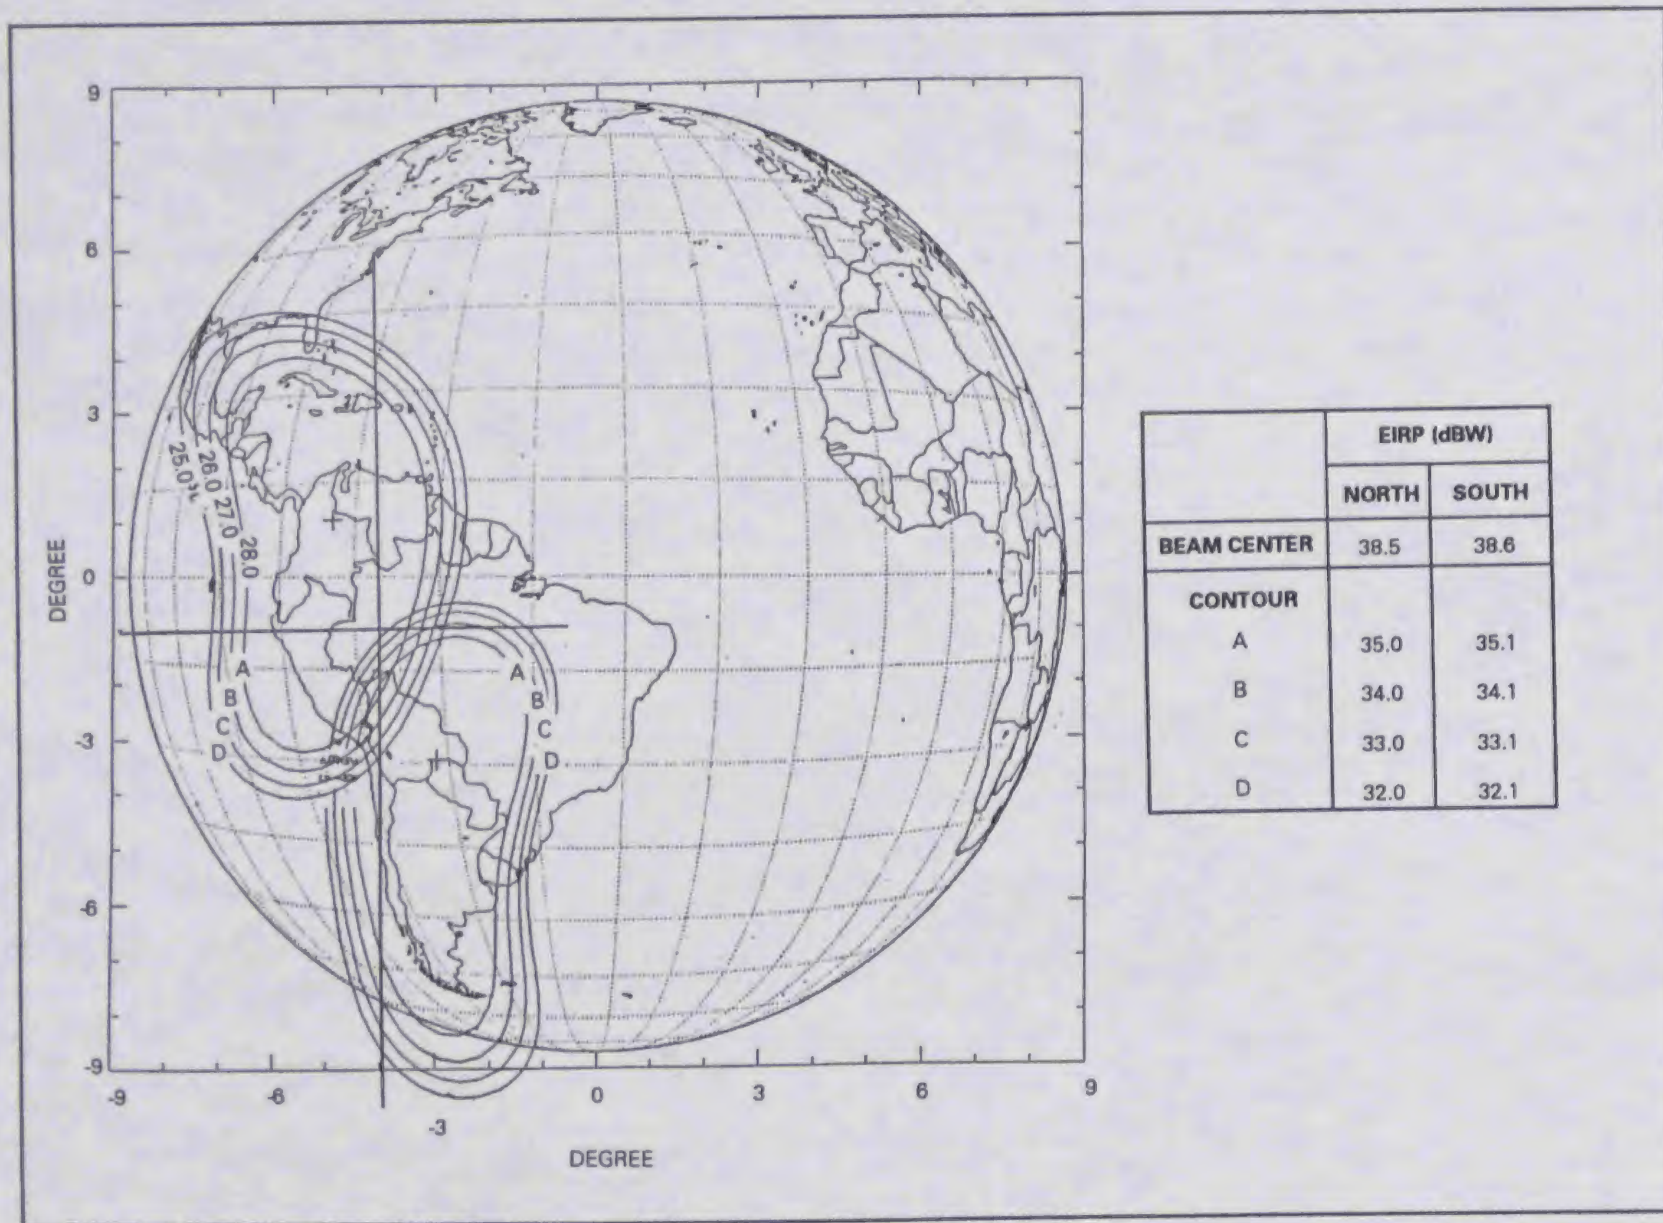 9
6
3
0
-3
-6
-9
DEGREE
25.0
26.0
27.0
28.0
A
B
C
D
A
B
C
D
-9
-6
-3
0
3
6
9
DEGREE
EIRP (dBW)
NORTH SOUTH
BEAM CENTER 38.5 38.6
CONTOUR
A 35.0 35.1
B 34.0 34.1
C 33.0 33.1
D 32.0 32.1